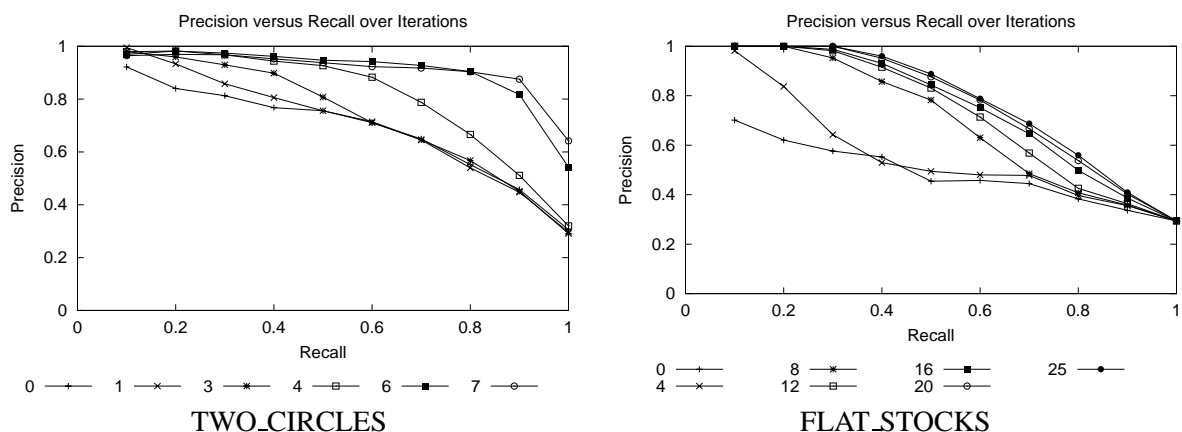 Precision versus Recall over Iterations
1
0.8
0.6
0.4
0.2
0
Precision
0 0.2 0.4 0.6 0.8 1
Recall
0 1 3 4 6 7
TWO_CIRCLES
Precision versus Recall over Iterations
1
0.8
0.6
0.4
0.2
0
Precision
0 0.2 0.4 0.6 0.8 1
Recall
0 8 16 25
4 12 20
FLAT_STOCKS